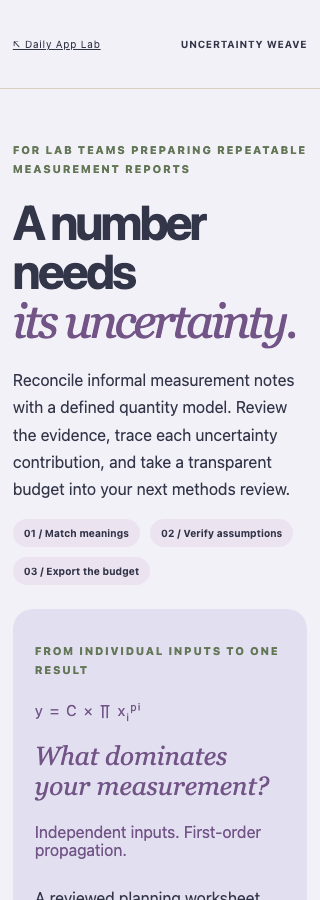 ↖ Daily App Lab
UNCERTAINTY WEAVE
FOR LAB TEAMS PREPARING REPEATABLE
MEASUREMENT REPORTS
A number
needs
its uncertainty.
Reconcile informal measurement notes
with a defined quantity model. Review
the evidence, trace each uncertainty
contribution, and take a transparent
budget into your next methods review.
01 / Match meanings
02 / Verify assumptions
03 / Export the budget
FROM INDIVIDUAL INPUTS TO ONE
RESULT
y = C × ∏ xᵢᵖⁱ
What dominates
your measurement?
Independent inputs. First-order
propagation.
A reviewed planning worksheet